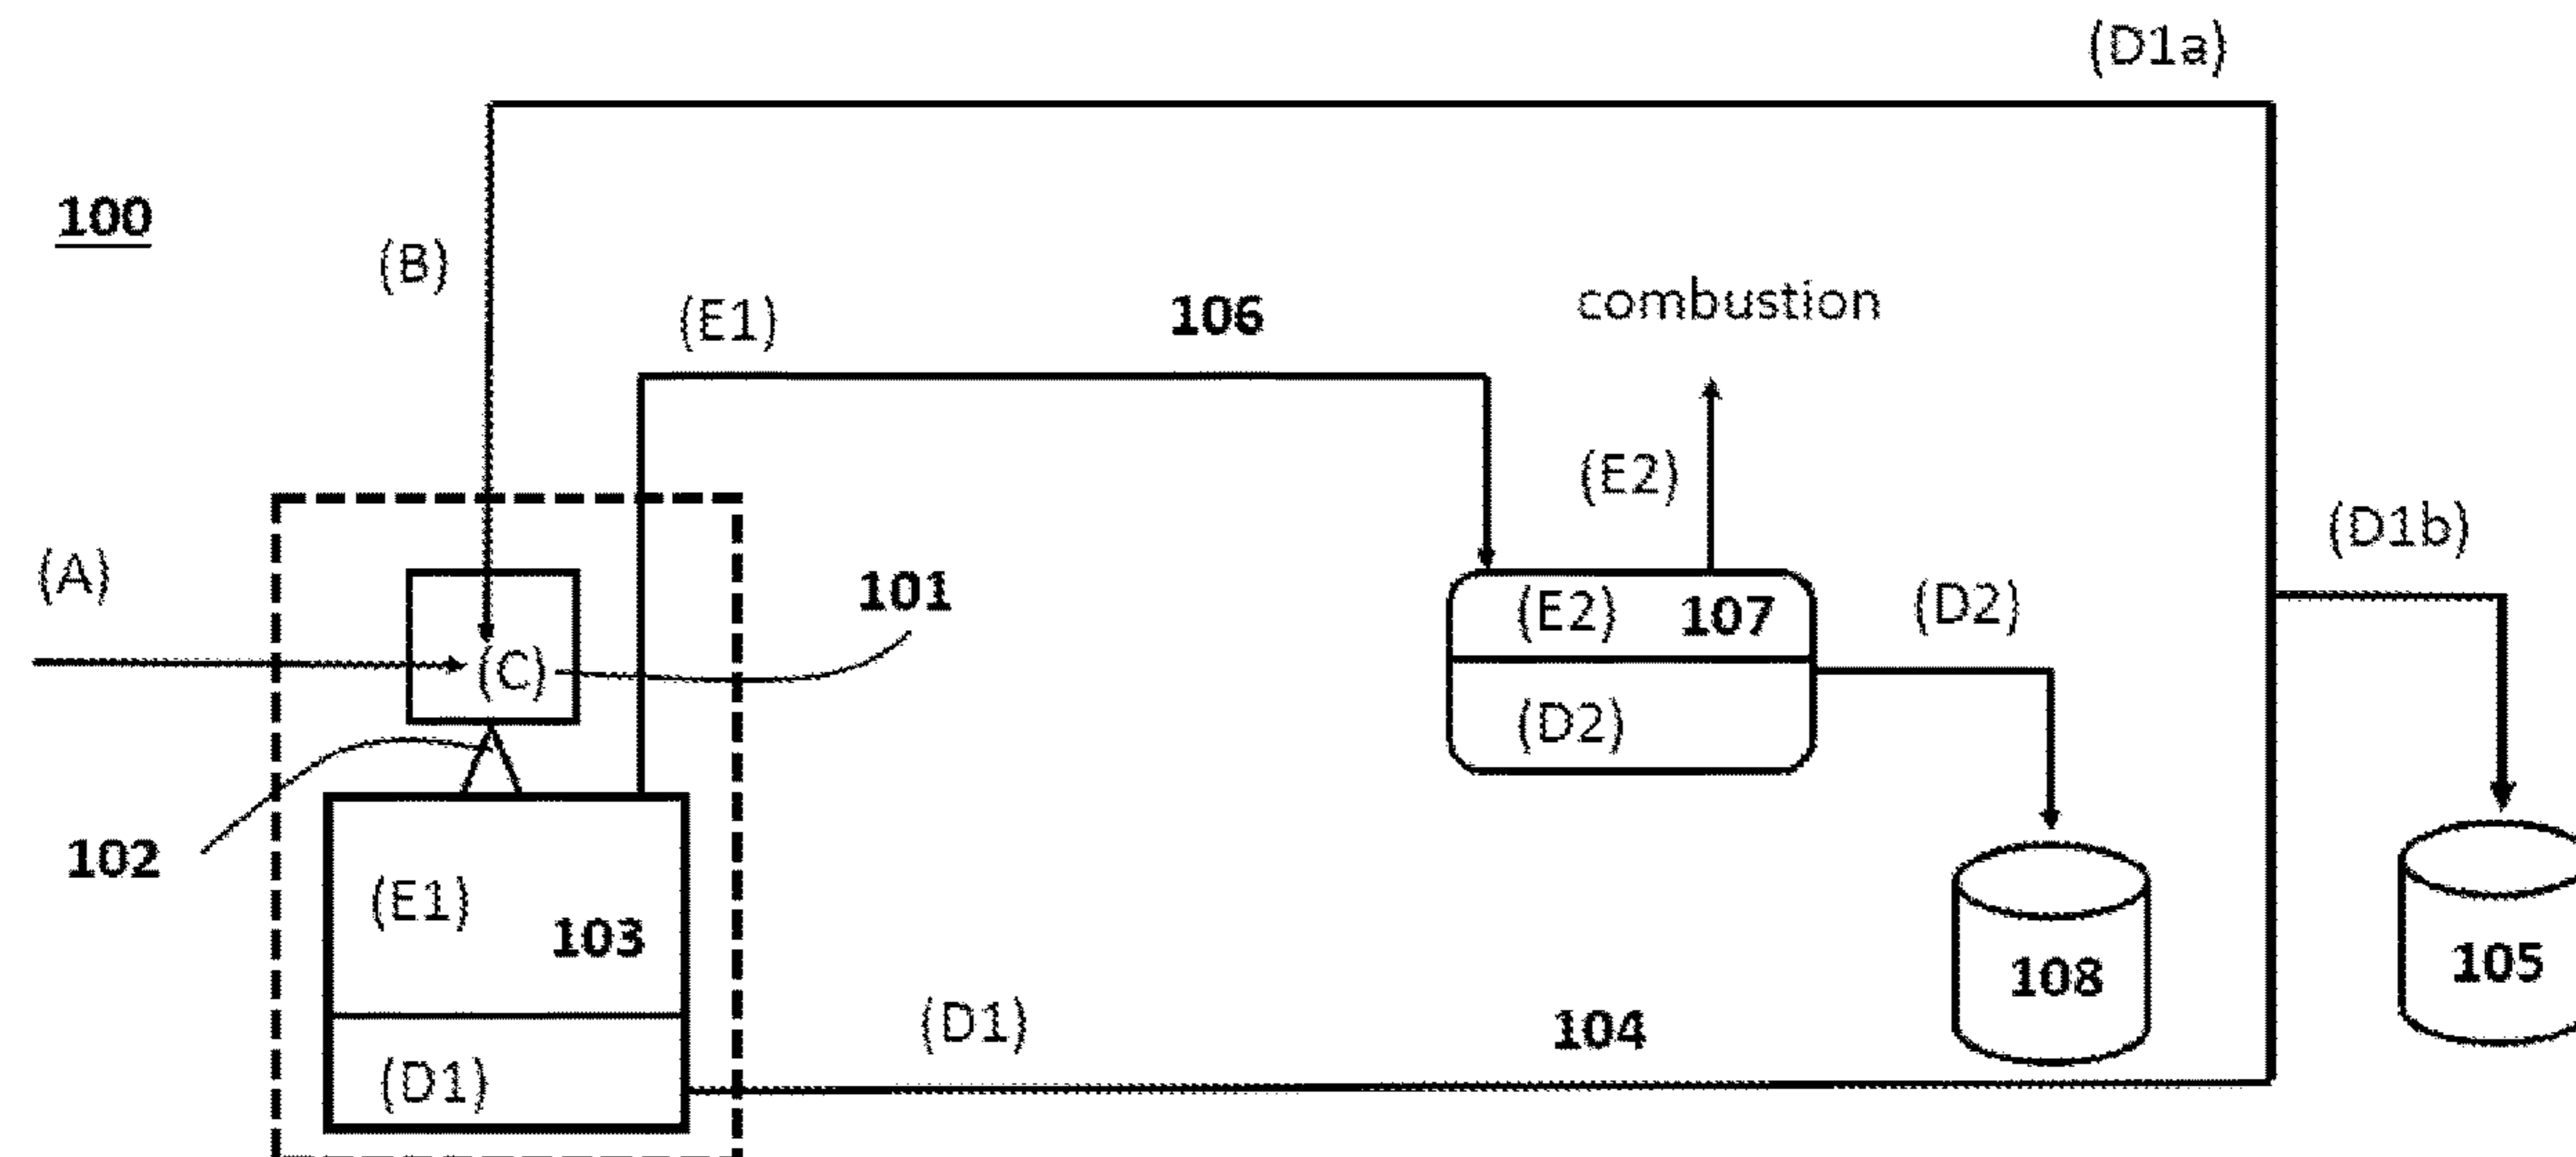 (D1a)
100
(B)
(E1)
106
combustion
(E2)
(D1b)
(A)
101
(E2) 107
(D2)
(C)
(D2)
102
(E1)
103
108
105
(D1)
104
(D1)